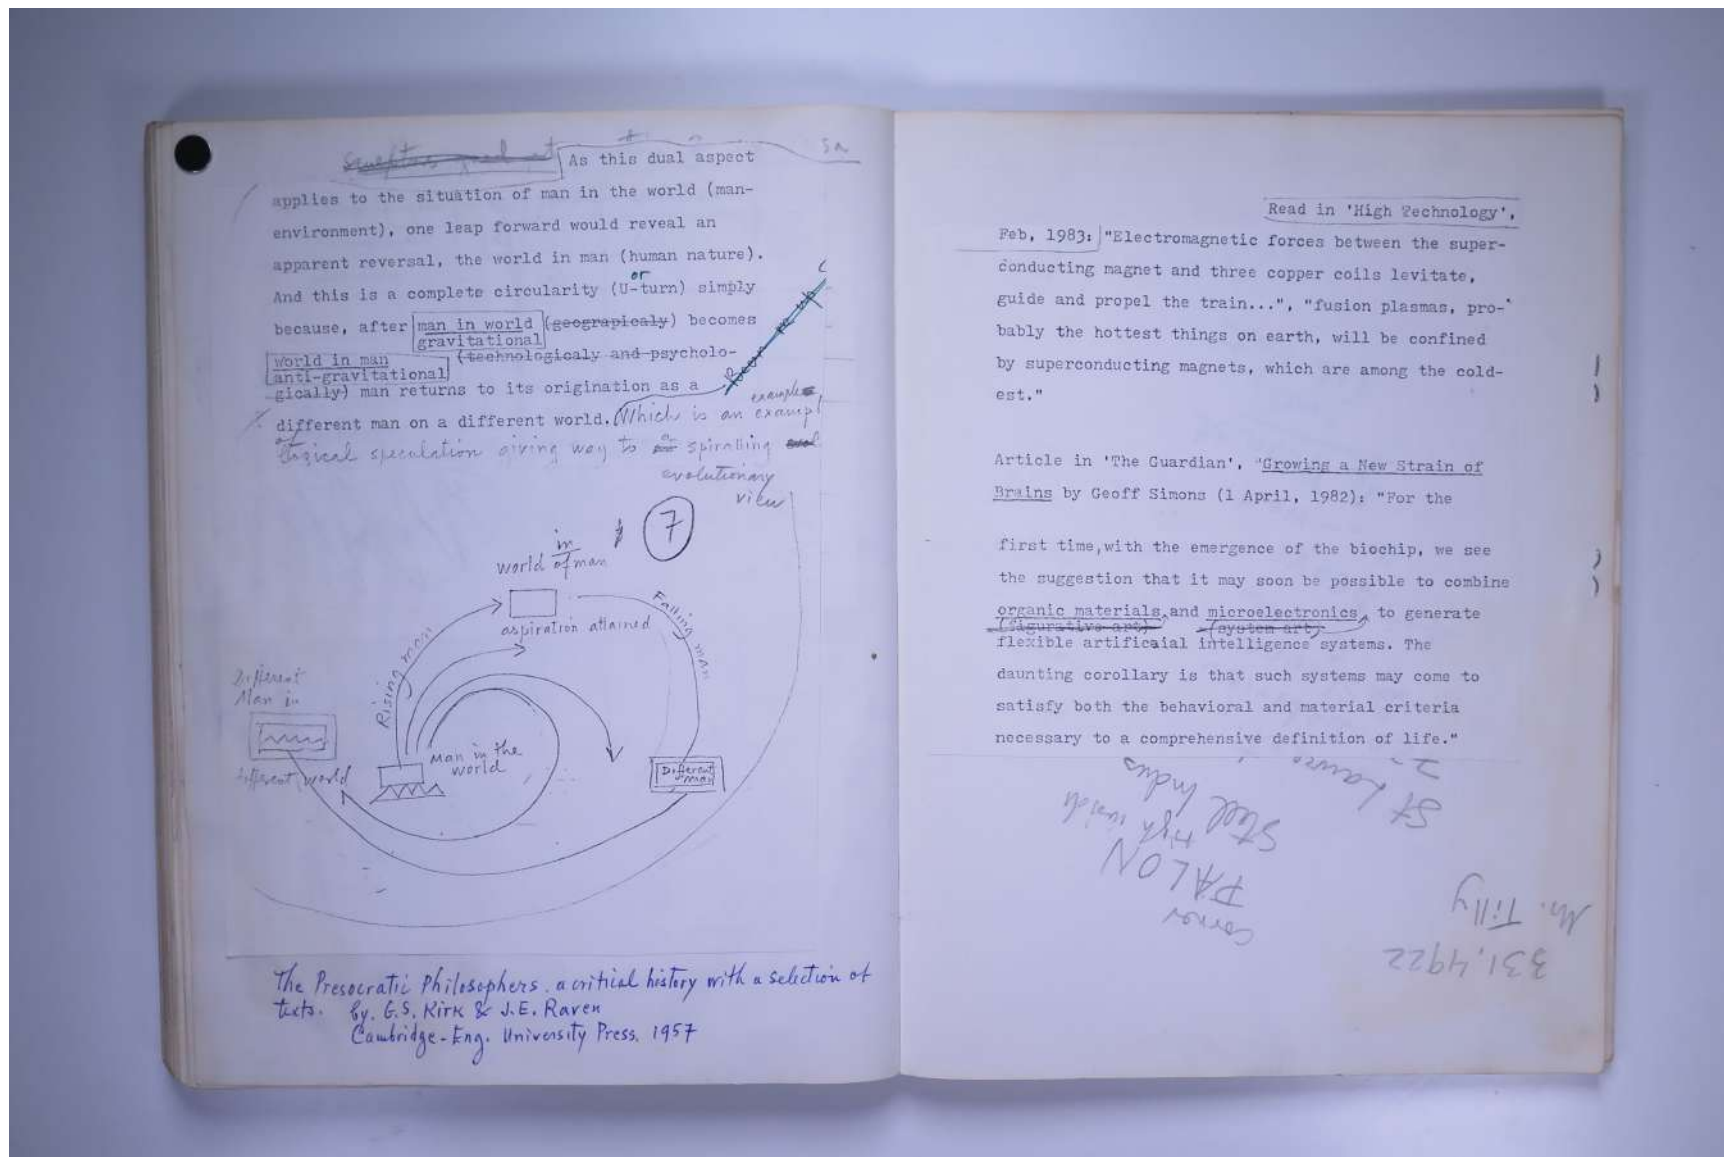 5a
As this dual aspect
applies to the situation of man in the world (man-
environment), one leap forward would reveal an
apparent reversal, the world in man (human nature).
or
And this is a complete circularity (U-turn) simply
because, after man in world (geograpicaly) becomes
gravitational
world in man (technologicaly and psycholo-
anti-gravitational
gically) man returns to its origination as a
example
different man on a different world. Which is an exampl
of
logical speculation giving way to a spiralling
evolutionary
view
7
in
world of man
aspiration attained
Rising man
Falling man
Different
Man in
different world
Man in the
world
Different
man
The Presocratic Philosophers. a critical history with a selection of
texts. by. G.S. Kirk & J.E. Raven
Cambridge-Eng. University Press, 1957
Read in 'High Technology',
Feb, 1983: "Electromagnetic forces between the super-
conducting magnet and three copper coils levitate,
guide and propel the train...", "fusion plasmas, pro-
bably the hottest things on earth, will be confined
by superconducting magnets, which are among the cold-
est."
Article in 'The Guardian', "Growing a New Strain of
Brains by Geoff Simons (1 April, 1982): "For the
first time, with the emergence of the biochip, we see
the suggestion that it may soon be possible to combine
organic materials and microelectronics to generate
(figurative art) (system art)
flexible artificaial intelligence systems. The
daunting corollary is that such systems may come to
satisfy both the behavioral and material criteria
necessary to a comprehensive definition of life."
331.4922
Mr. Tilly
corner
PALON
Steel Indus
St